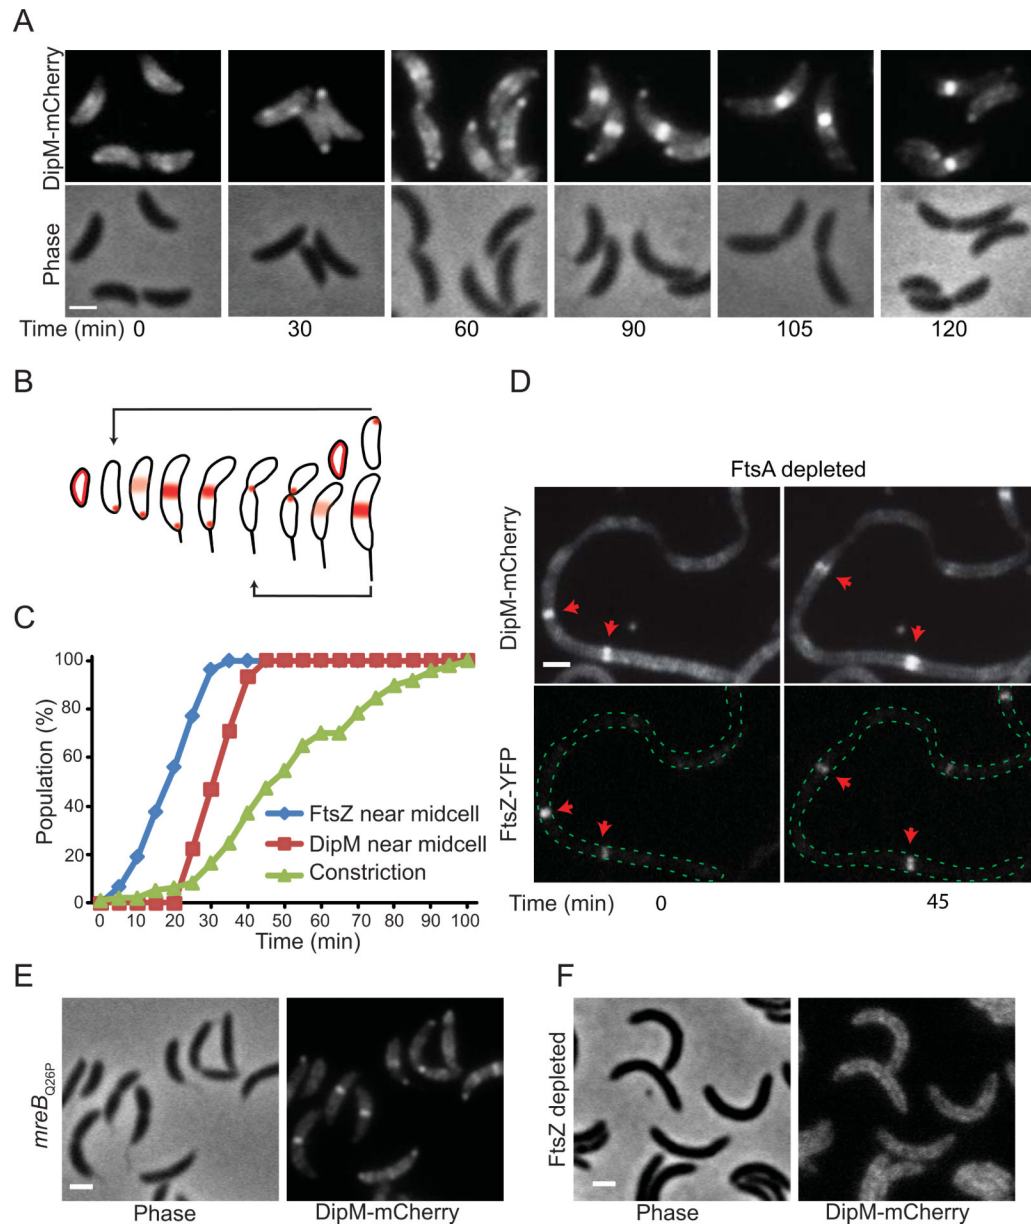 A
DipM-mCherry
Phase
Time (min) 0 30 60 90 105 120
B
C
Population (%)
100
80
60
40
20
0
FtsZ near midcell
DipM near midcell
Constriction
0 10 20 30 40 50 60 70 80 90 100
Time (min)
D
FtsA depleted
DipM-mCherry
FtsZ-YFP
Time (min) 0 45
E
mreB Q26P
Phase DipM-mCherry
F
FtsZ depleted
Phase DipM-mCherry